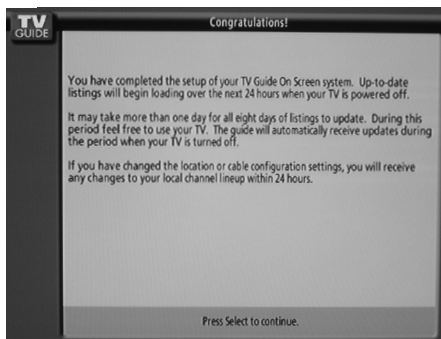 TV
GUIDE
Congratulations!
You have completed the setup of your TV Guide On Screen system. Up-to-date
listings will begin loading over the next 24 hours when your TV is powered off.
It may take more than one day for all eight days of listings to update. During this
period feel free to use your TV. The guide will automatically receive updates during
the period when your TV is turned off.
If you have changed the location or cable configuration settings, you will receive
any changes to your local channel lineup within 24 hours.
Press Select to continue.